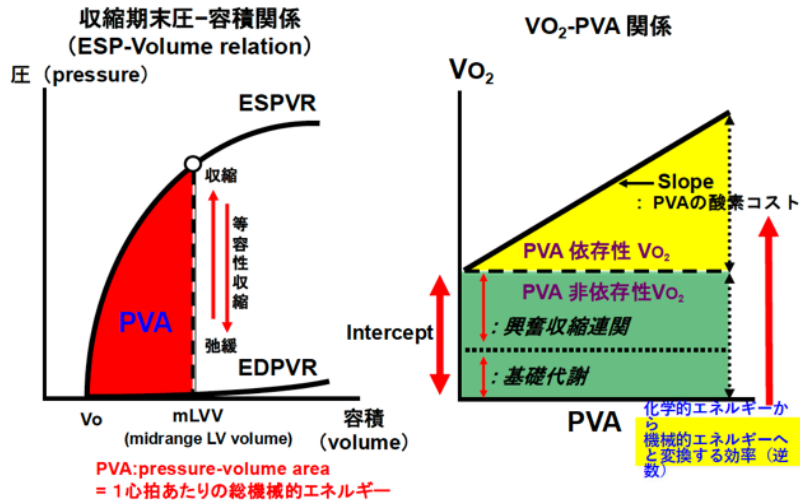 収縮期末圧−容積関係
（ESP-Volume relation）
圧（pressure）
ESPVR
収縮
等容性収縮
PVA
弛緩
EDPVR
Vo
mLVV
(midrange LV volume)
容積
（volume）
PVA:pressure-volume area
= １心拍あたりの総機械的エネルギー
VO₂-PVA 関係
VO₂
Slope
：PVAの酸素コスト
PVA 依存性 VO₂
PVA 非依存性VO₂
Intercept
：興奮収縮連関
：基礎代謝
PVA
化学的エネルギーか
ら
機械的エネルギーへ
と変換する効率（逆
数）